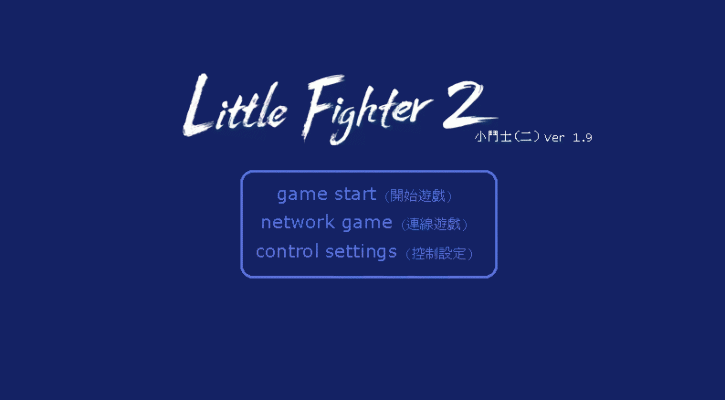 Little Fighter 2
小鬥士(二) ver 1.9
game start (開始遊戲)
network game (連線遊戲)
control settings (控制設定)